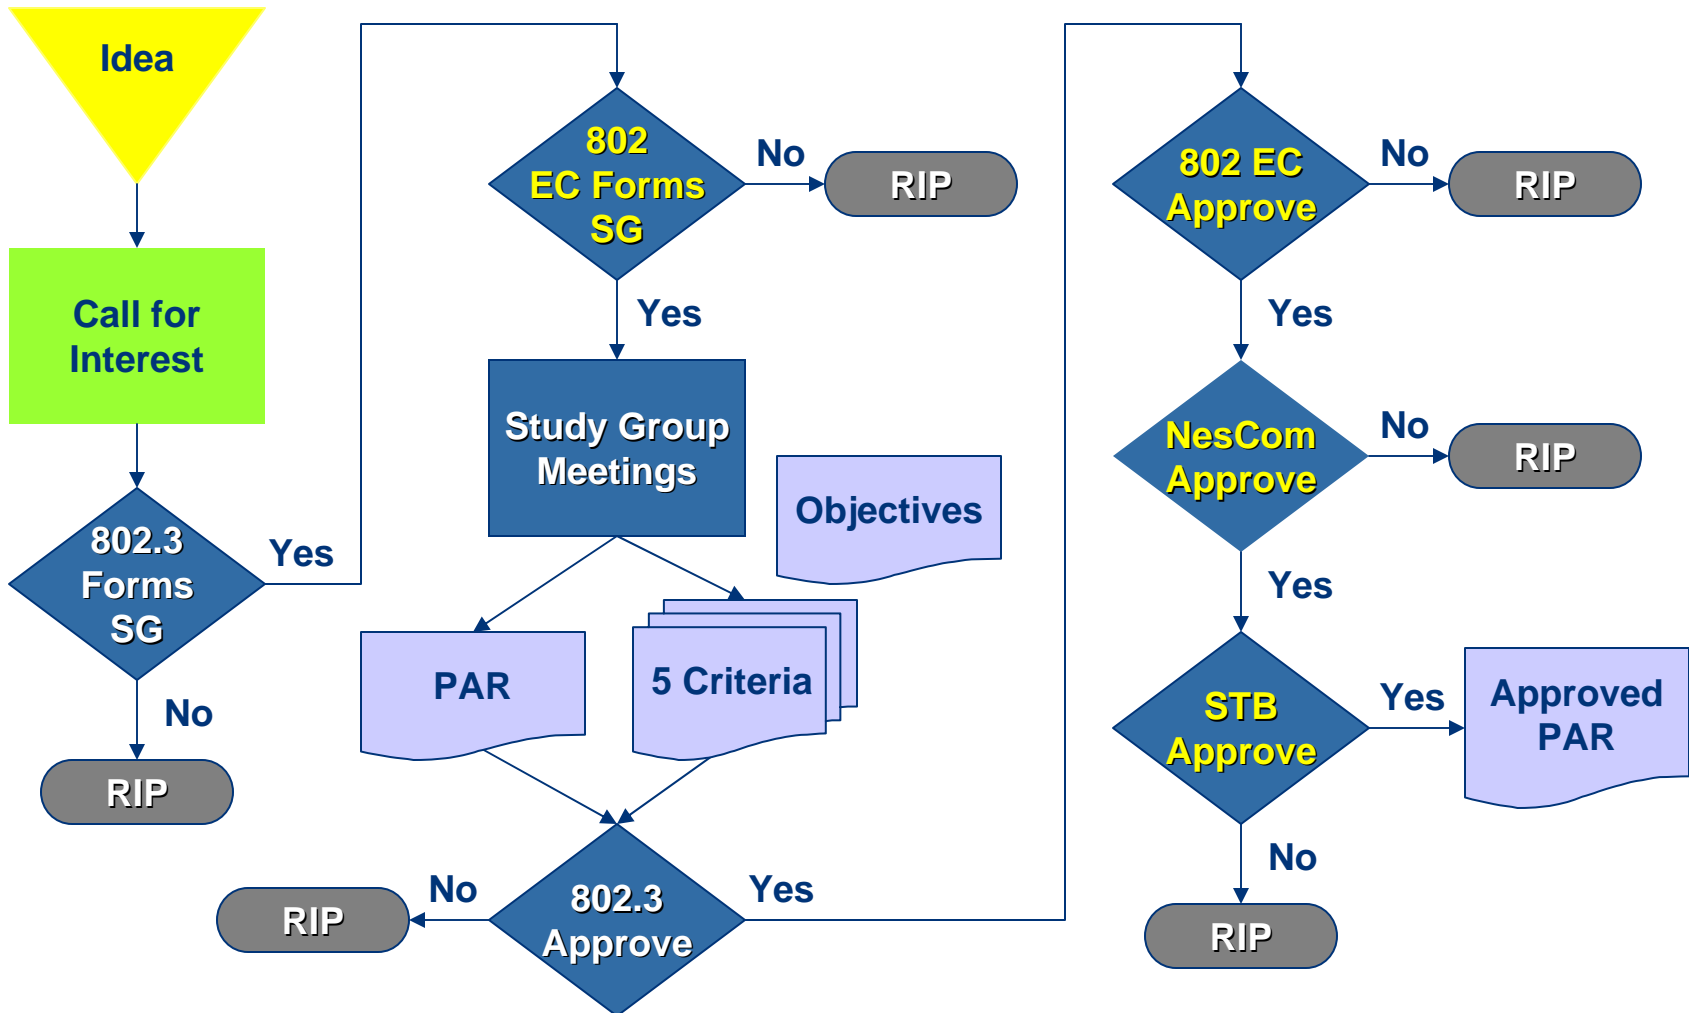 Idea
Call for
Interest
802.3
Forms
SG
Yes
No
RIP
802
EC Forms
SG
No
RIP
Yes
Study Group
Meetings
Objectives
PAR
5 Criteria
802.3
Approve
No
RIP
Yes
802 EC
Approve
No
RIP
Yes
NesCom
Approve
No
RIP
Yes
STB
Approve
Yes
Approved
PAR
No
RIP